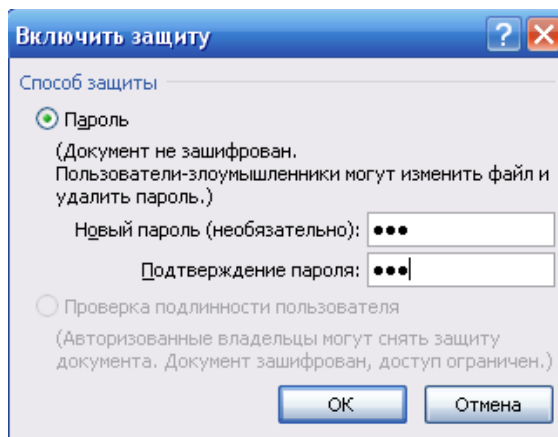 Включить защиту
Способ защиты
Пароль
(Документ не зашифрован.
Пользователи-злоумышленники могут изменить файл и
удалить пароль.)
Новый пароль (необязательно): ●●●
Подтверждение пароля: ●●●
Проверка подлинности пользователя
(Авторизованные владельцы могут снять защиту
документа. Документ зашифрован, доступ ограничен.)
ОК Отмена